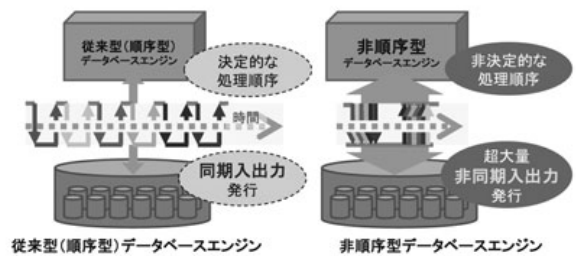 従来型(順序型)
データベースエンジン
決定的な
処理順序
時間
同期入出力
発行
従来型(順序型)データベースエンジン
非順序型
データベースエンジン
非決定的な
処理順序
超大量
非同期入出力
発行
非順序型データベースエンジン